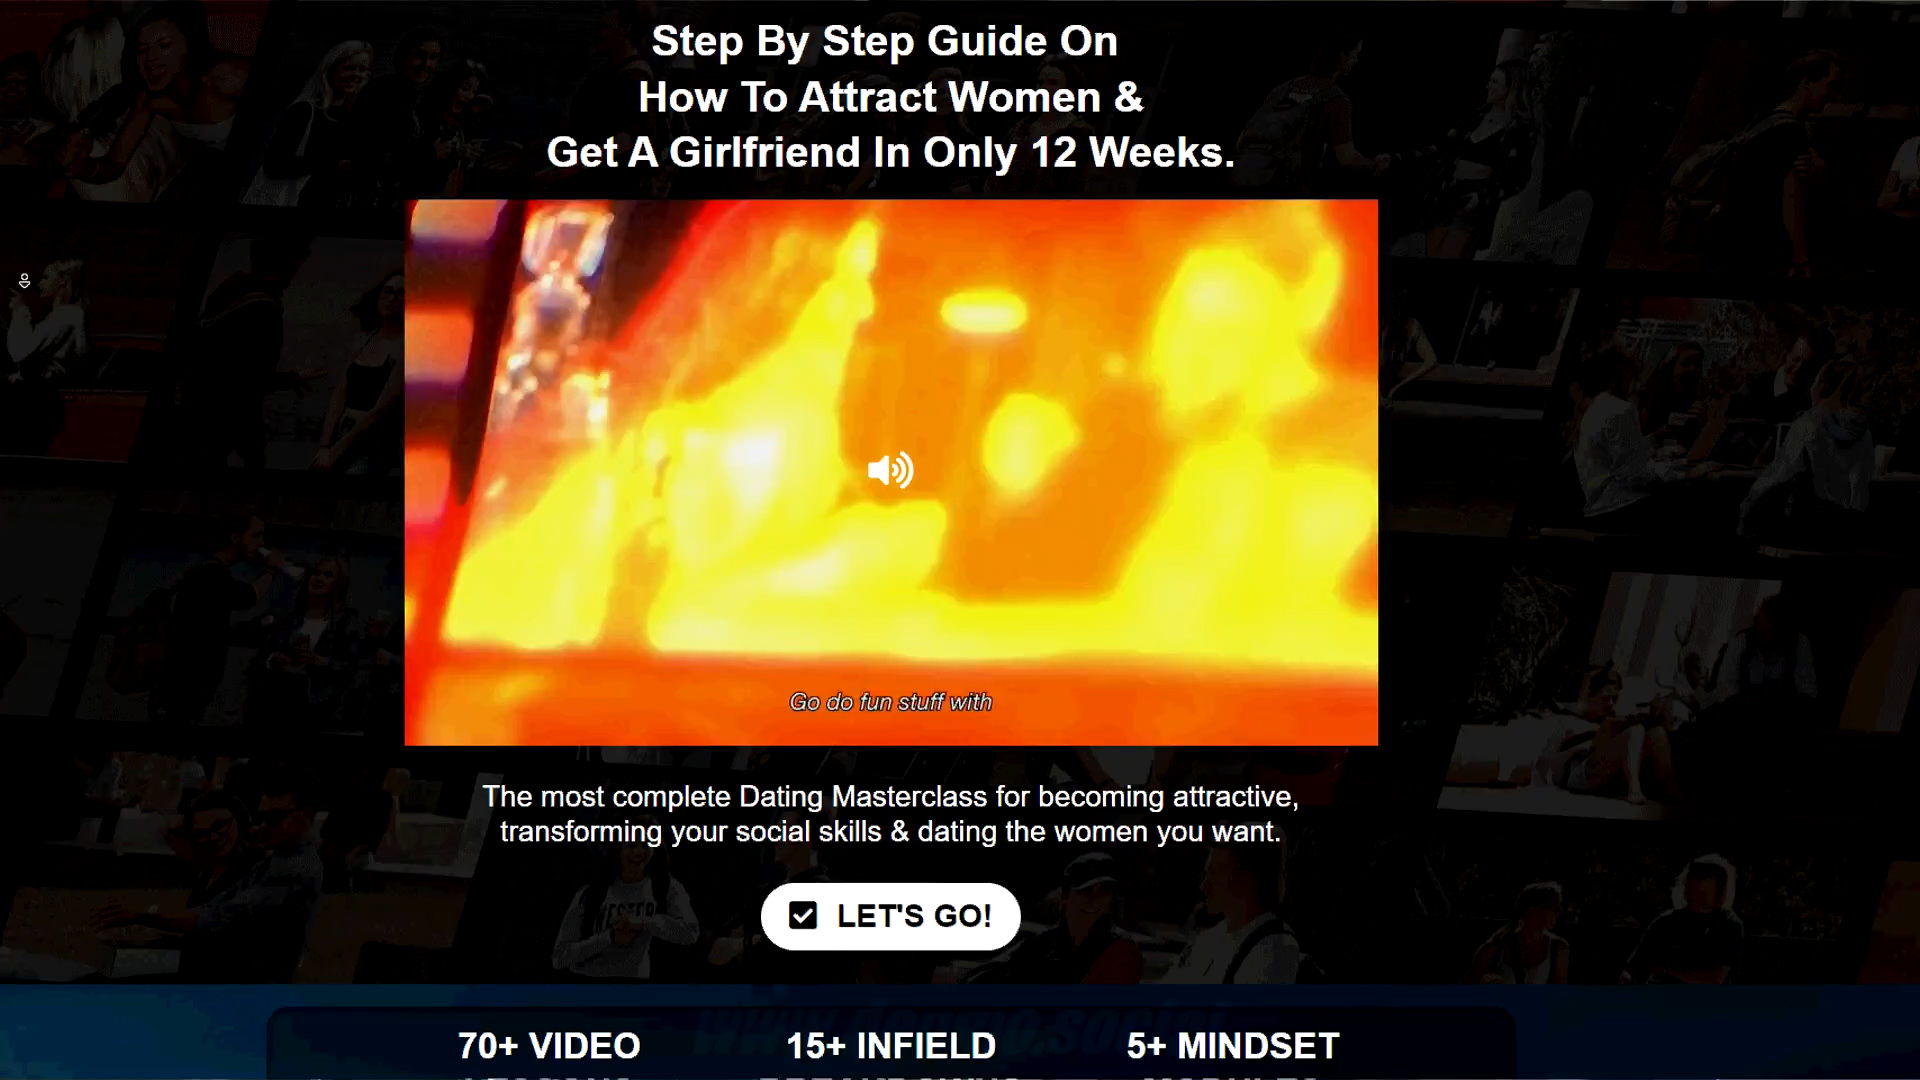 Step By Step Guide On
How To Attract Women &
Get A Girlfriend In Only 12 Weeks.
Go do fun stuff with
The most complete Dating Masterclass for becoming attractive,
transforming your social skills & dating the women you want.
LET'S GO!
70+ VIDEO
15+ INFIELD
5+ MINDSET